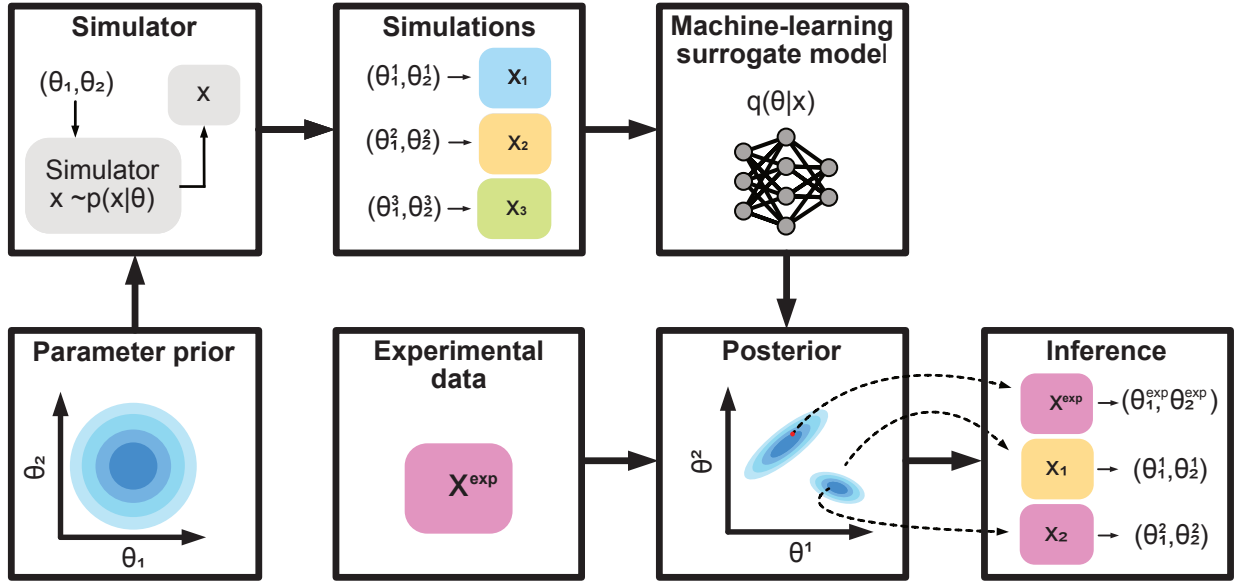 Simulator
(θ₁,θ₂)
x
Simulator
x ~p(x|θ)
Simulations
(θ₁¹,θ₂¹)
x₁
(θ₁²,θ₂²)
x₂
(θ₁³,θ₂³)
x₃
Machine-learning
surrogate model
q(θ|x)
Parameter prior
θ₂
θ₁
Experimental
data
x^exp
Posterior
θ²
θ¹
Inference
x^exp
(θ₁^exp,θ₂^exp)
x₁
(θ₁¹,θ₂¹)
x₂
(θ₁²,θ₂²)